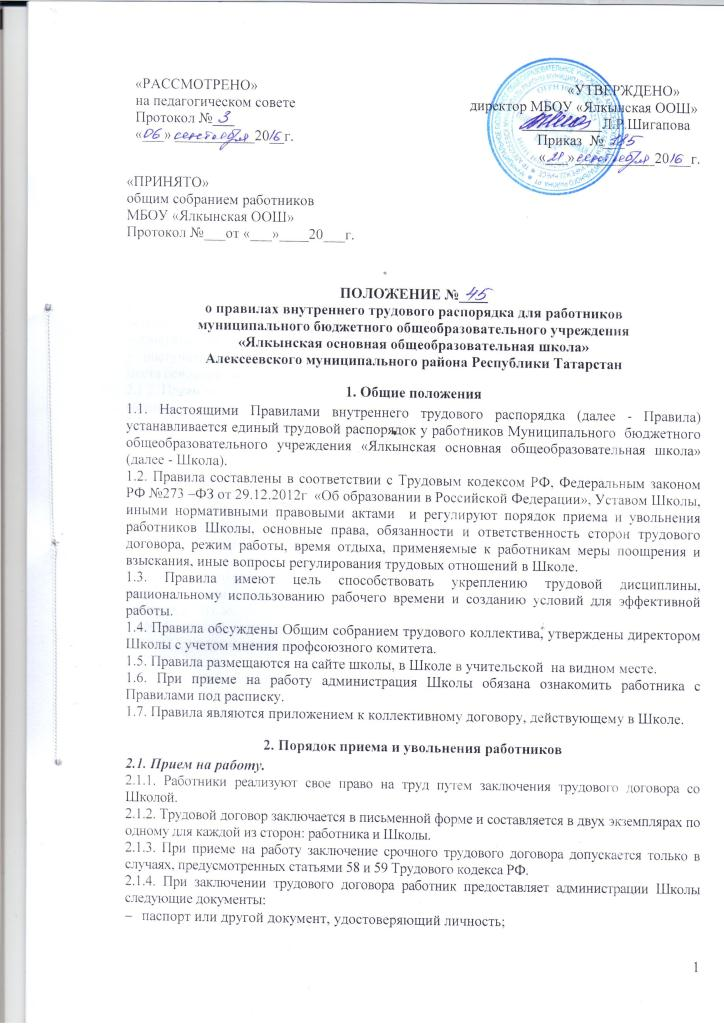 «РАССМОТРЕНО»
на педагогическом совете
Протокол № 3
«06» сентября 2016 г.
«УТВЕРЖДЕНО»
директор МБОУ «Ялкынская ООШ»
Л.Р.Шигапова
Приказ №
« » сентября 2016 г.
«ПРИНЯТО»
общим собранием работников
МБОУ «Ялкынская ООШ»
Протокол №___от «___»____20___г.
ПОЛОЖЕНИЕ № 45
о правилах внутреннего трудового распорядка для работников
муниципального бюджетного общеобразовательного учреждения
«Ялкынская основная общеобразовательная школа»
Алексеевского муниципального района Республики Татарстан
1. Общие положения
1.1. Настоящими Правилами внутреннего трудового распорядка (далее - Правила)
устанавливается единый трудовой распорядок у работников Муниципального бюджетного
общеобразовательного учреждения «Ялкынская основная общеобразовательная школа»
(далее - Школа).
1.2. Правила составлены в соответствии с Трудовым кодексом РФ, Федеральным законом
РФ №273 –ФЗ от 29.12.2012г «Об образовании в Российской Федерации», Уставом Школы,
иными нормативными правовыми актами и регулируют порядок приема и увольнения
работников Школы, основные права, обязанности и ответственность сторон трудового
договора, режим работы, время отдыха, применяемые к работникам меры поощрения и
взыскания, иные вопросы регулирования трудовых отношений в Школе.
1.3. Правила имеют цель способствовать укреплению трудовой дисциплины,
рациональному использованию рабочего времени и созданию условий для эффективной
работы.
1.4. Правила обсуждены Общим собранием трудового коллектива, утверждены директором
Школы с учетом мнения профсоюзного комитета.
1.5. Правила размещаются на сайте школы, в Школе в учительской на видном месте.
1.6. При приеме на работу администрация Школы обязана ознакомить работника с
Правилами под расписку.
1.7. Правила являются приложением к коллективному договору, действующему в Школе.
2. Порядок приема и увольнения работников
2.1. Прием на работу.
2.1.1. Работники реализуют свое право на труд путем заключения трудового договора со
Школой.
2.1.2. Трудовой договор заключается в письменной форме и составляется в двух экземплярах по
одному для каждой из сторон: работника и Школы.
2.1.3. При приеме на работу заключение срочного трудового договора допускается только в
случаях, предусмотренных статьями 58 и 59 Трудового кодекса РФ.
2.1.4. При заключении трудового договора работник предоставляет администрации Школы
следующие документы:
– паспорт или другой документ, удостоверяющий личность;
1